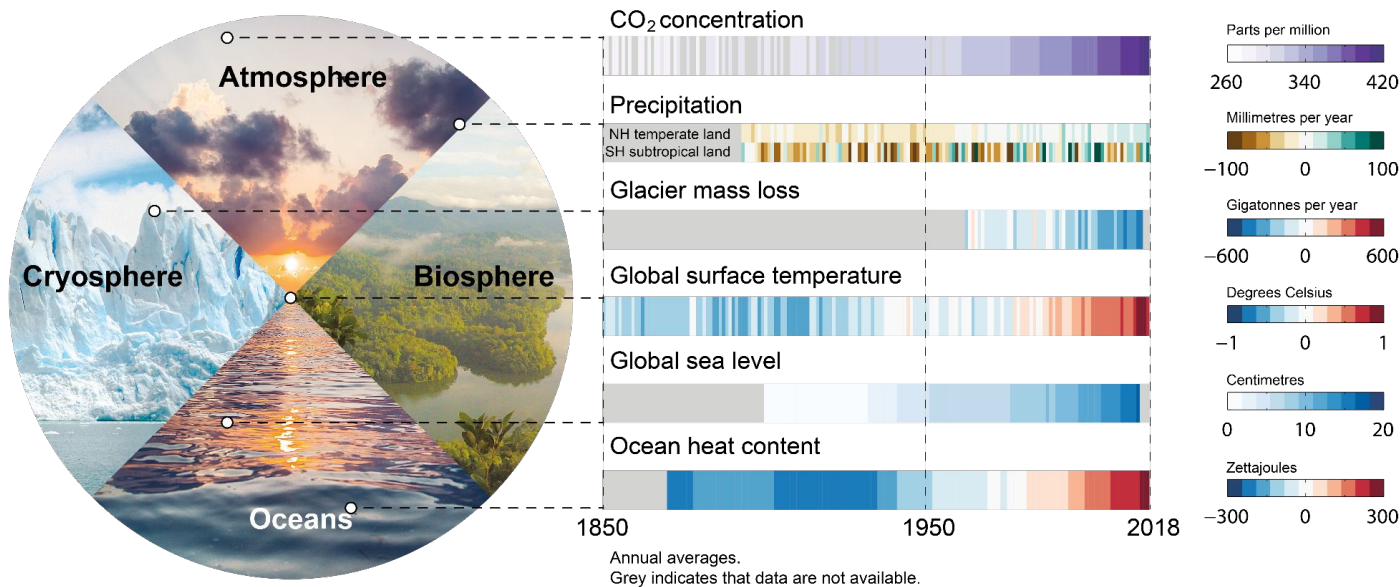 Atmosphere
Cryosphere
Biosphere
Oceans
CO₂ concentration
Precipitation
NH temperate land
SH subtropical land
Glacier mass loss
Global surface temperature
Global sea level
Ocean heat content
1850 1950 2018
Annual averages.
Grey indicates that data are not available.
Parts per million
260 340 420
Millimetres per year
−100 0 100
Gigatonnes per year
−600 0 600
Degrees Celsius
−1 0 1
Centimetres
0 10 20
Zettajoules
−300 0 300